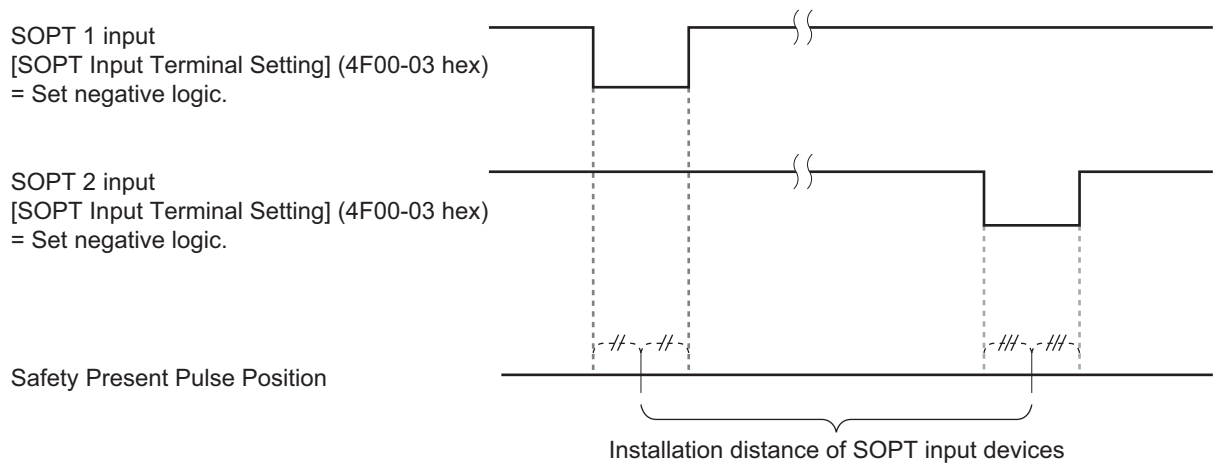 SOPT 1 input
[SOPT Input Terminal Setting] (4F00-03 hex)
= Set negative logic.
SOPT 2 input
[SOPT Input Terminal Setting] (4F00-03 hex)
= Set negative logic.
Safety Present Pulse Position
Installation distance of SOPT input devices